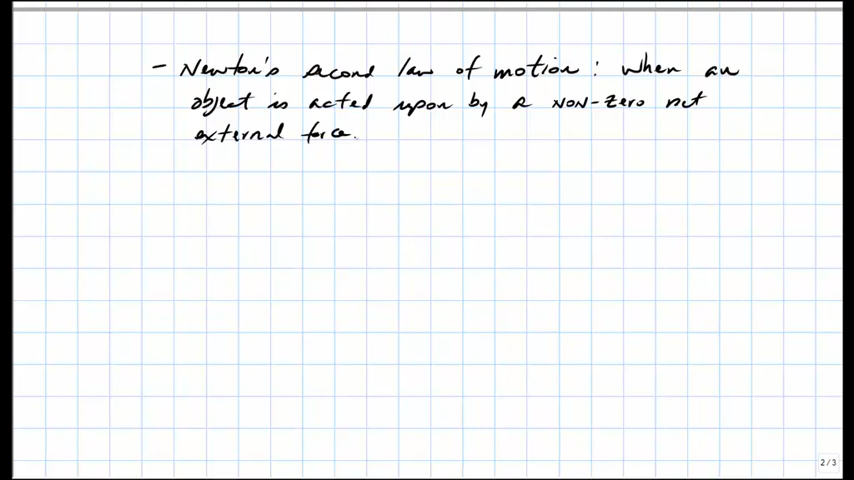 - Newton's second law of motion: When an
object is acted upon by a NON-Zero net
external force.
2/3